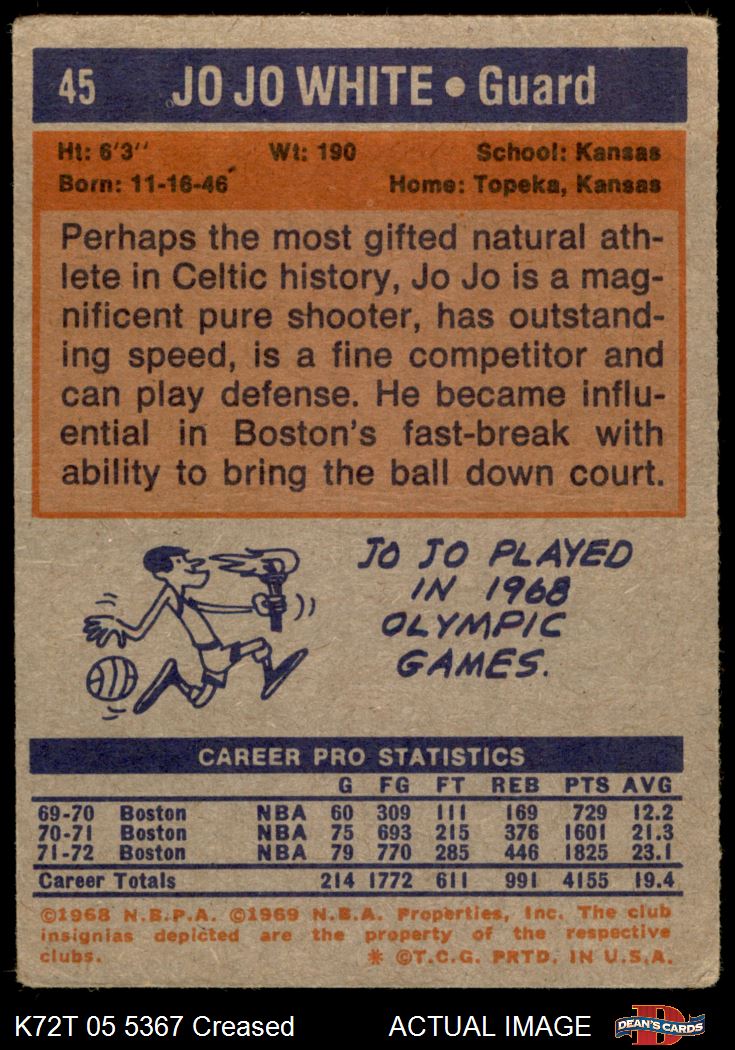 45 JO JO WHITE • Guard
Ht: 6'3'' Wt: 190 School: Kansas
Born: 11-16-46 Home: Topeka, Kansas
Perhaps the most gifted natural ath-
lete in Celtic history, Jo Jo is a mag-
nificent pure shooter, has outstand-
ing speed, is a fine competitor and
can play defense. He became influ-
ential in Boston's fast-break with
ability to bring the ball down court.
JO JO PLAYED
IN 1968
OLYMPIC
GAMES.
CAREER PRO STATISTICS
G FG FT REB PTS AVG
69-70 Boston NBA 60 309 111 169 729 12.2
70-71 Boston NBA 75 693 215 376 1601 21.3
71-72 Boston NBA 79 770 285 446 1825 23.1
Career Totals 214 1772 611 991 4155 19.4
©1968 N.B.P.A. ©1969 N.B.A. Properties, Inc. The club
insignias depicted are the property of the respective
clubs. * ©T.C.G. PRTD. IN U.S.A.
K72T 05 5367 Creased ACTUAL IMAGE DEAN'S CARDS